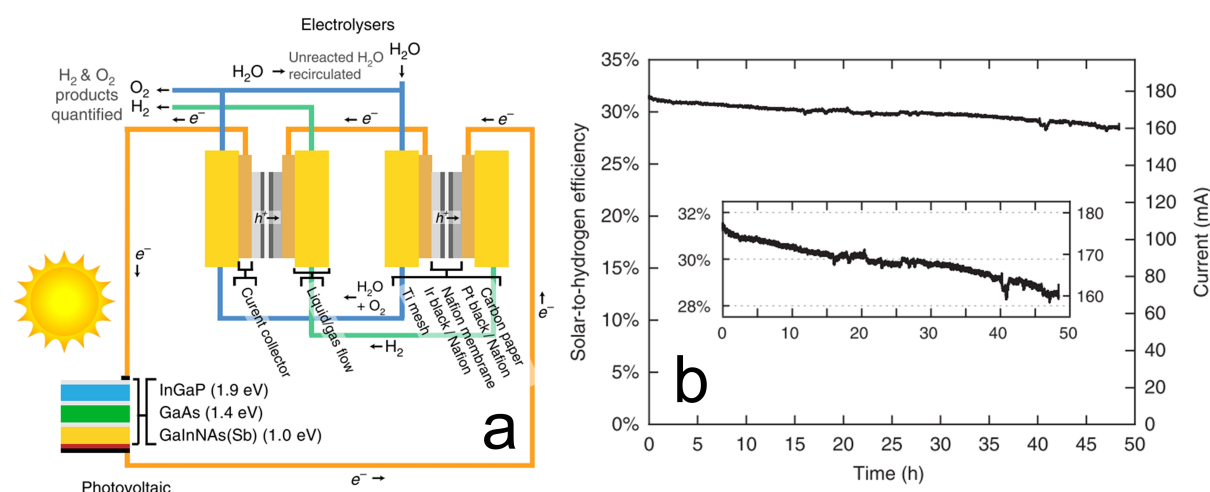 Electrolysers
H₂O
Unreacted H₂O
recirculated
H₂O →
H₂ & O₂
products
quantified
O₂ ←
H₂ ←
← e⁻
← e⁻
← e⁻
h⁺→
h⁺→
e⁻
↓
↑
e⁻
← H₂O
+ O₂
← H₂
Curent collector
Liquid/gas flow
Ti mesh
Ir black / Nafion
Nafion membrane
Pt black / Nafion
Carbon paper
InGaP (1.9 eV)
GaAs (1.4 eV)
GaInNAs(Sb) (1.0 eV)
e⁻ →
Photovoltaic
a
Solar-to-hydrogen efficiency
35%
30%
25%
20%
15%
10%
5%
0%
0 5 10 15 20 25 30 35 40 45 50
Time (h)
180
160
140
120
100
80
60
40
20
0
Current (mA)
32%
30%
28%
0 10 20 30 40 50
180
170
160
b